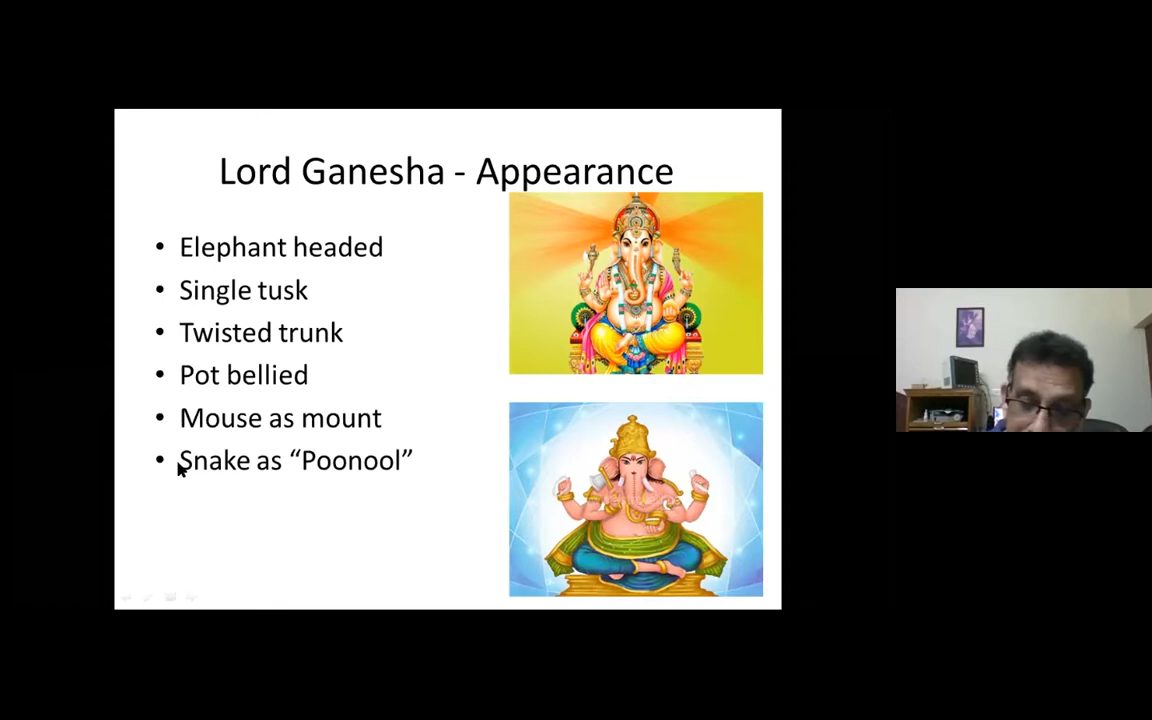 Lord Ganesha - Appearance
• Elephant headed
• Single tusk
• Twisted trunk
• Pot bellied
• Mouse as mount
• Snake as “Poonool”